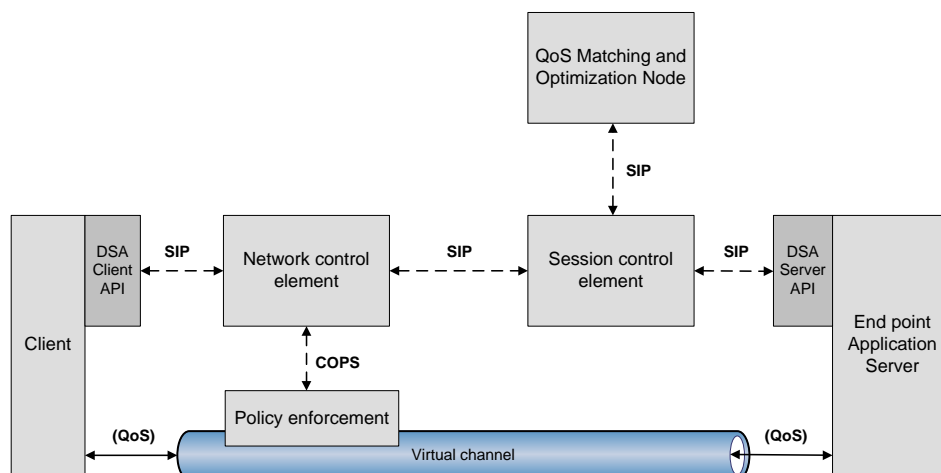 QoS Matching and
Optimization Node
SIP
DSA
Client
API
SIP
Network control
element
SIP
Session control
element
SIP
DSA
Server
API
Client
End point
Application
Server
COPS
Policy enforcement
(QoS)
Virtual channel
(QoS)